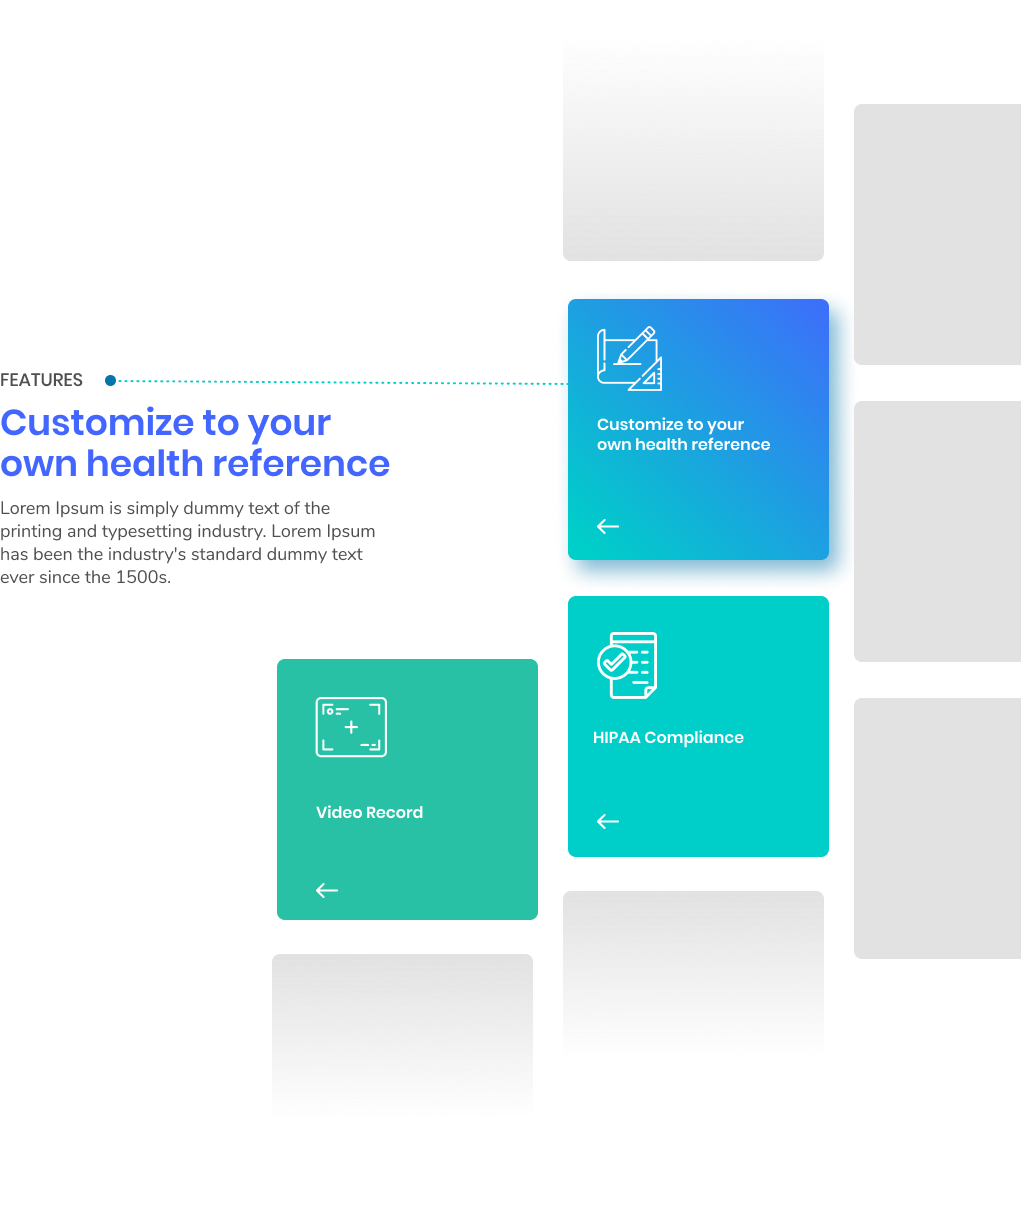 FEATURES
Customize to your
own health reference
Lorem Ipsum is simply dummy text of the
printing and typesetting industry. Lorem Ipsum
has been the industry's standard dummy text
ever since the 1500s.
Customize to your
own health reference
HIPAA Compliance
Video Record